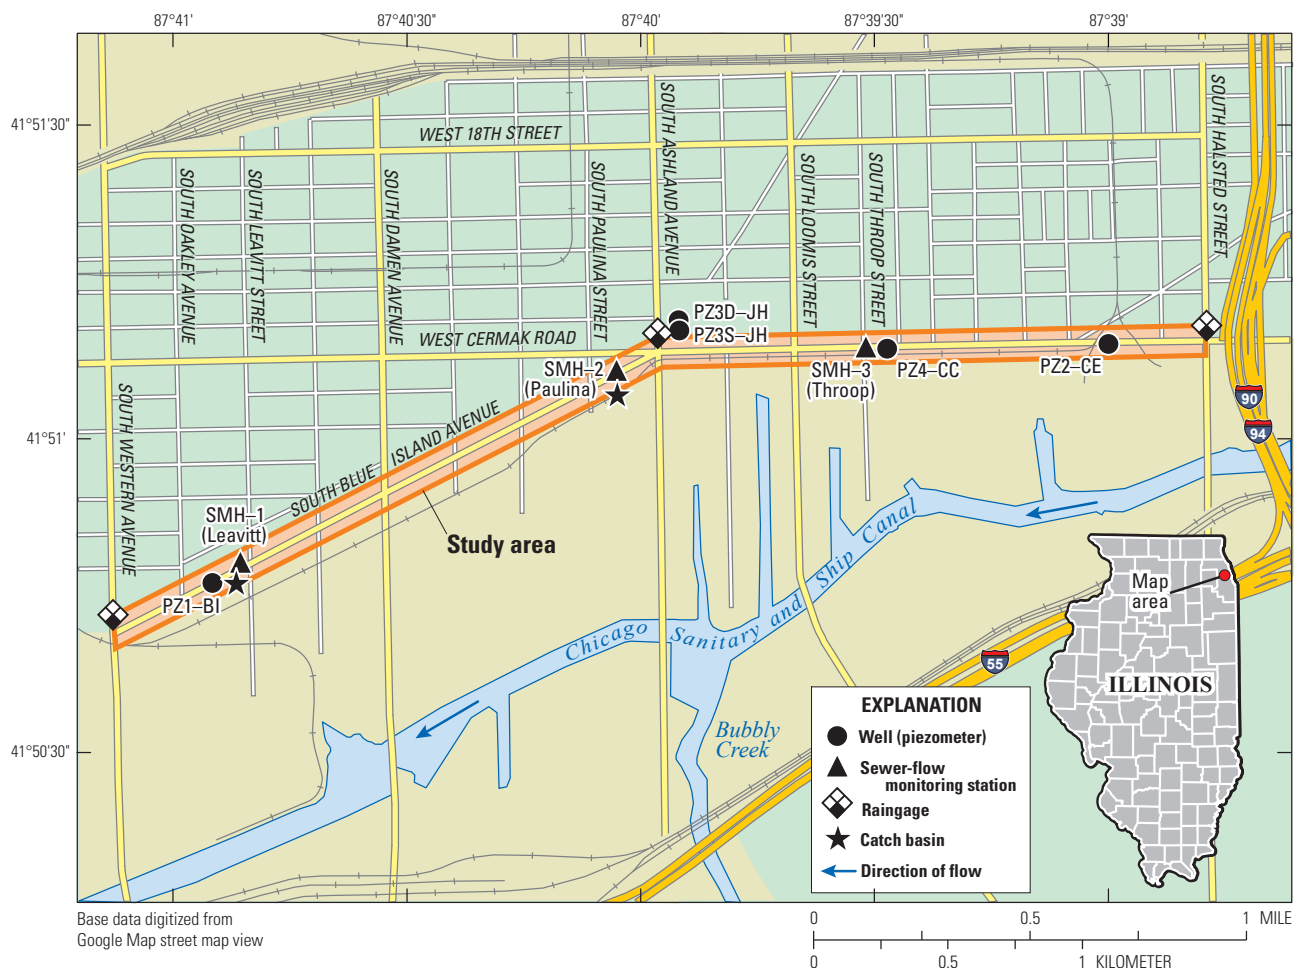 87°41'
87°40'30"
87°40'
87°39'30"
87°39'
41°51'30"
41°51'
41°50'30"
WEST 18TH STREET
SOUTH OAKLEY AVENUE
SOUTH LEAVITT STREET
SOUTH DAMEN AVENUE
SOUTH PAULINA STREET
SOUTH ASHLAND AVENUE
SOUTH LOOMIS STREET
SOUTH THROOP STREET
SOUTH HALSTED STREET
PZ3D–JH
PZ3S–JH
WEST CERMAK ROAD
SMH–2
(Paulina)
SMH–3
(Throop)
PZ4–CC
PZ2–CE
SOUTH WESTERN AVENUE
SOUTH BLUE ISLAND AVENUE
90
94
SMH–1
(Leavitt)
PZ1–BI
Study area
Chicago Sanitary and Ship Canal
Bubbly
Creek
55
Map
area
ILLINOIS
EXPLANATION
Well (piezometer)
Sewer-flow
monitoring station
Raingage
Catch basin
Direction of flow
Base data digitized from
Google Map street map view
0 0.5 1 MILE
0 0.5 1 KILOMETER